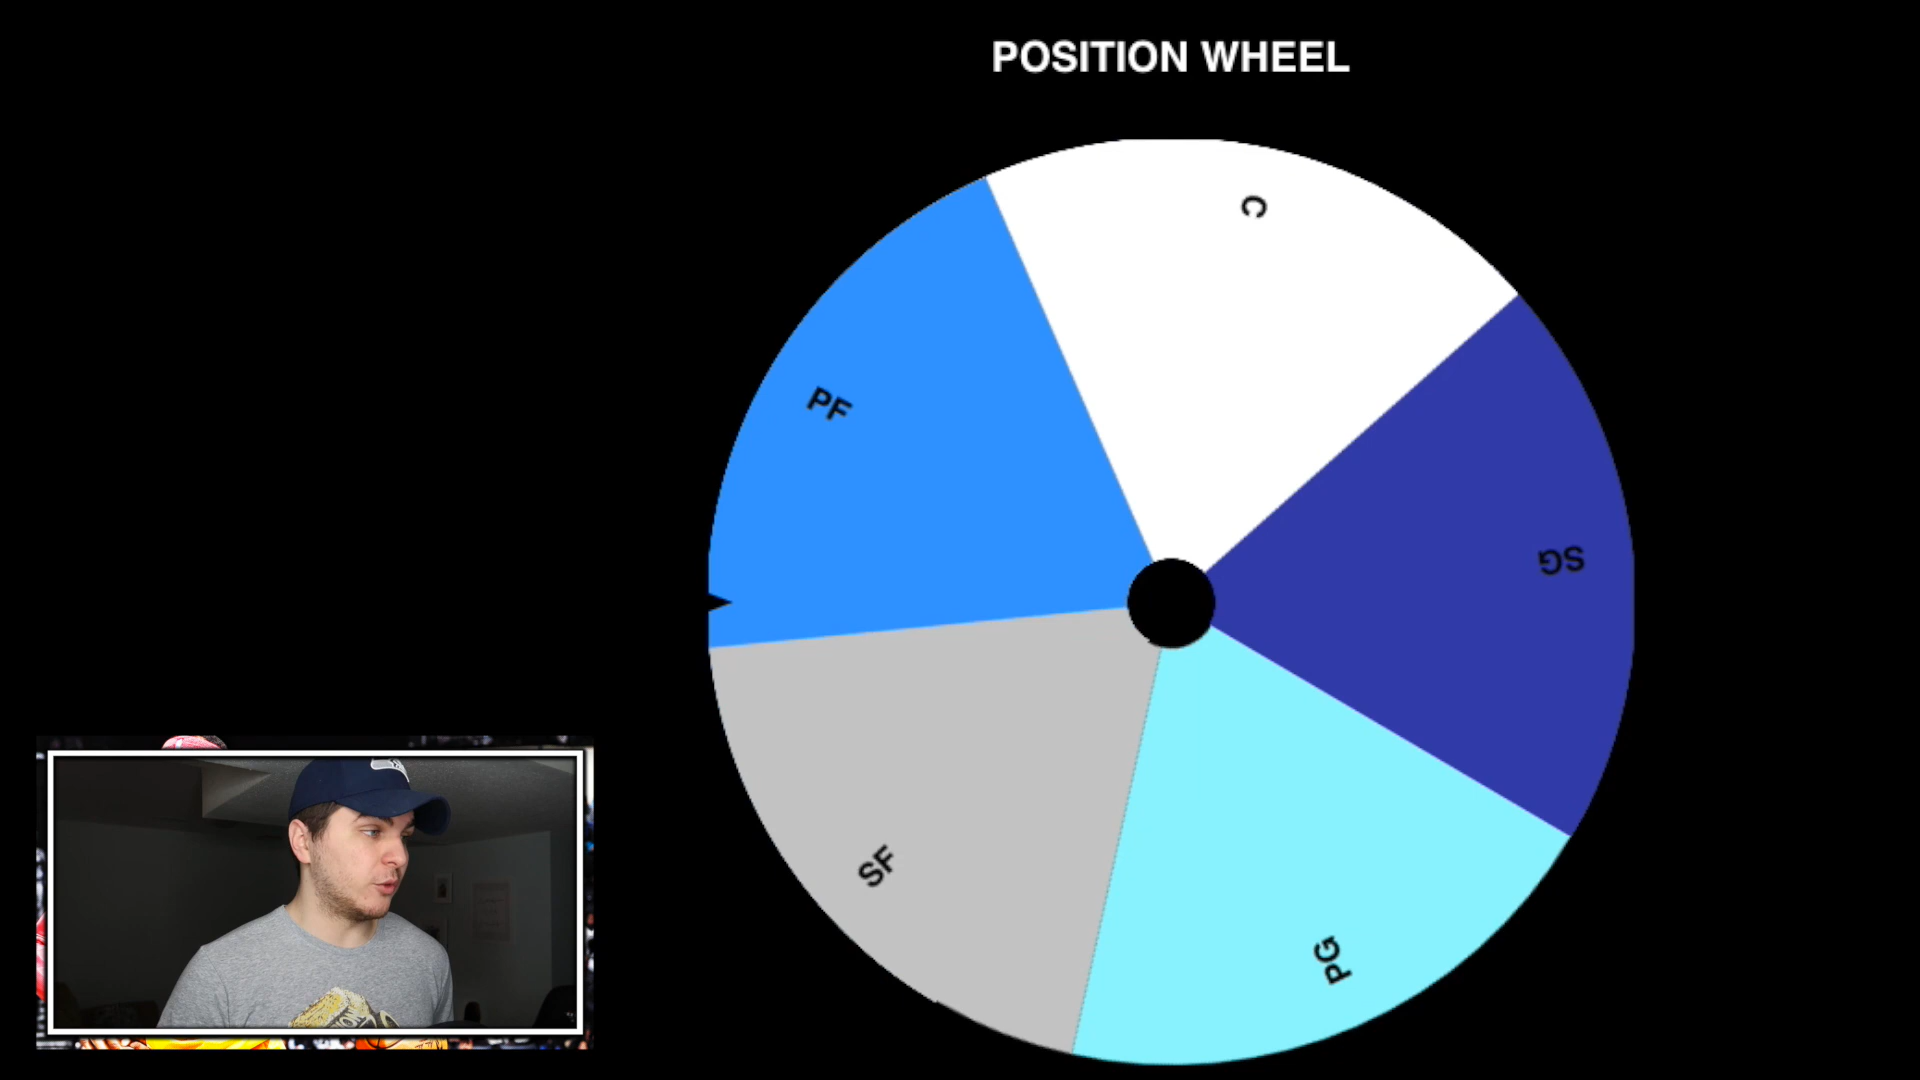 POSITION WHEEL
C
PF
SG
SF
PG